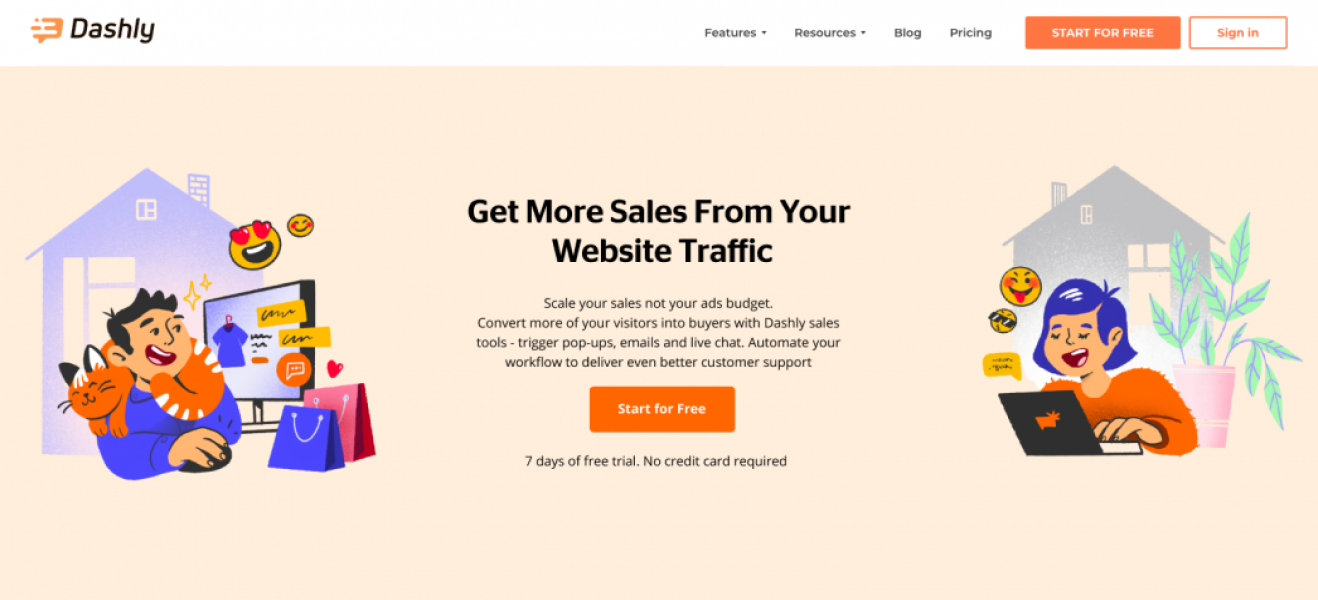 Dashly
Features
Resources
Blog
Pricing
START FOR FREE
Sign in
Get More Sales From Your
Website Traffic
Scale your sales not your ads budget.
Convert more of your visitors into buyers with Dashly sales
tools - trigger pop-ups, emails and live chat. Automate your
workflow to deliver even better customer support
Start for Free
7 days of free trial. No credit card required